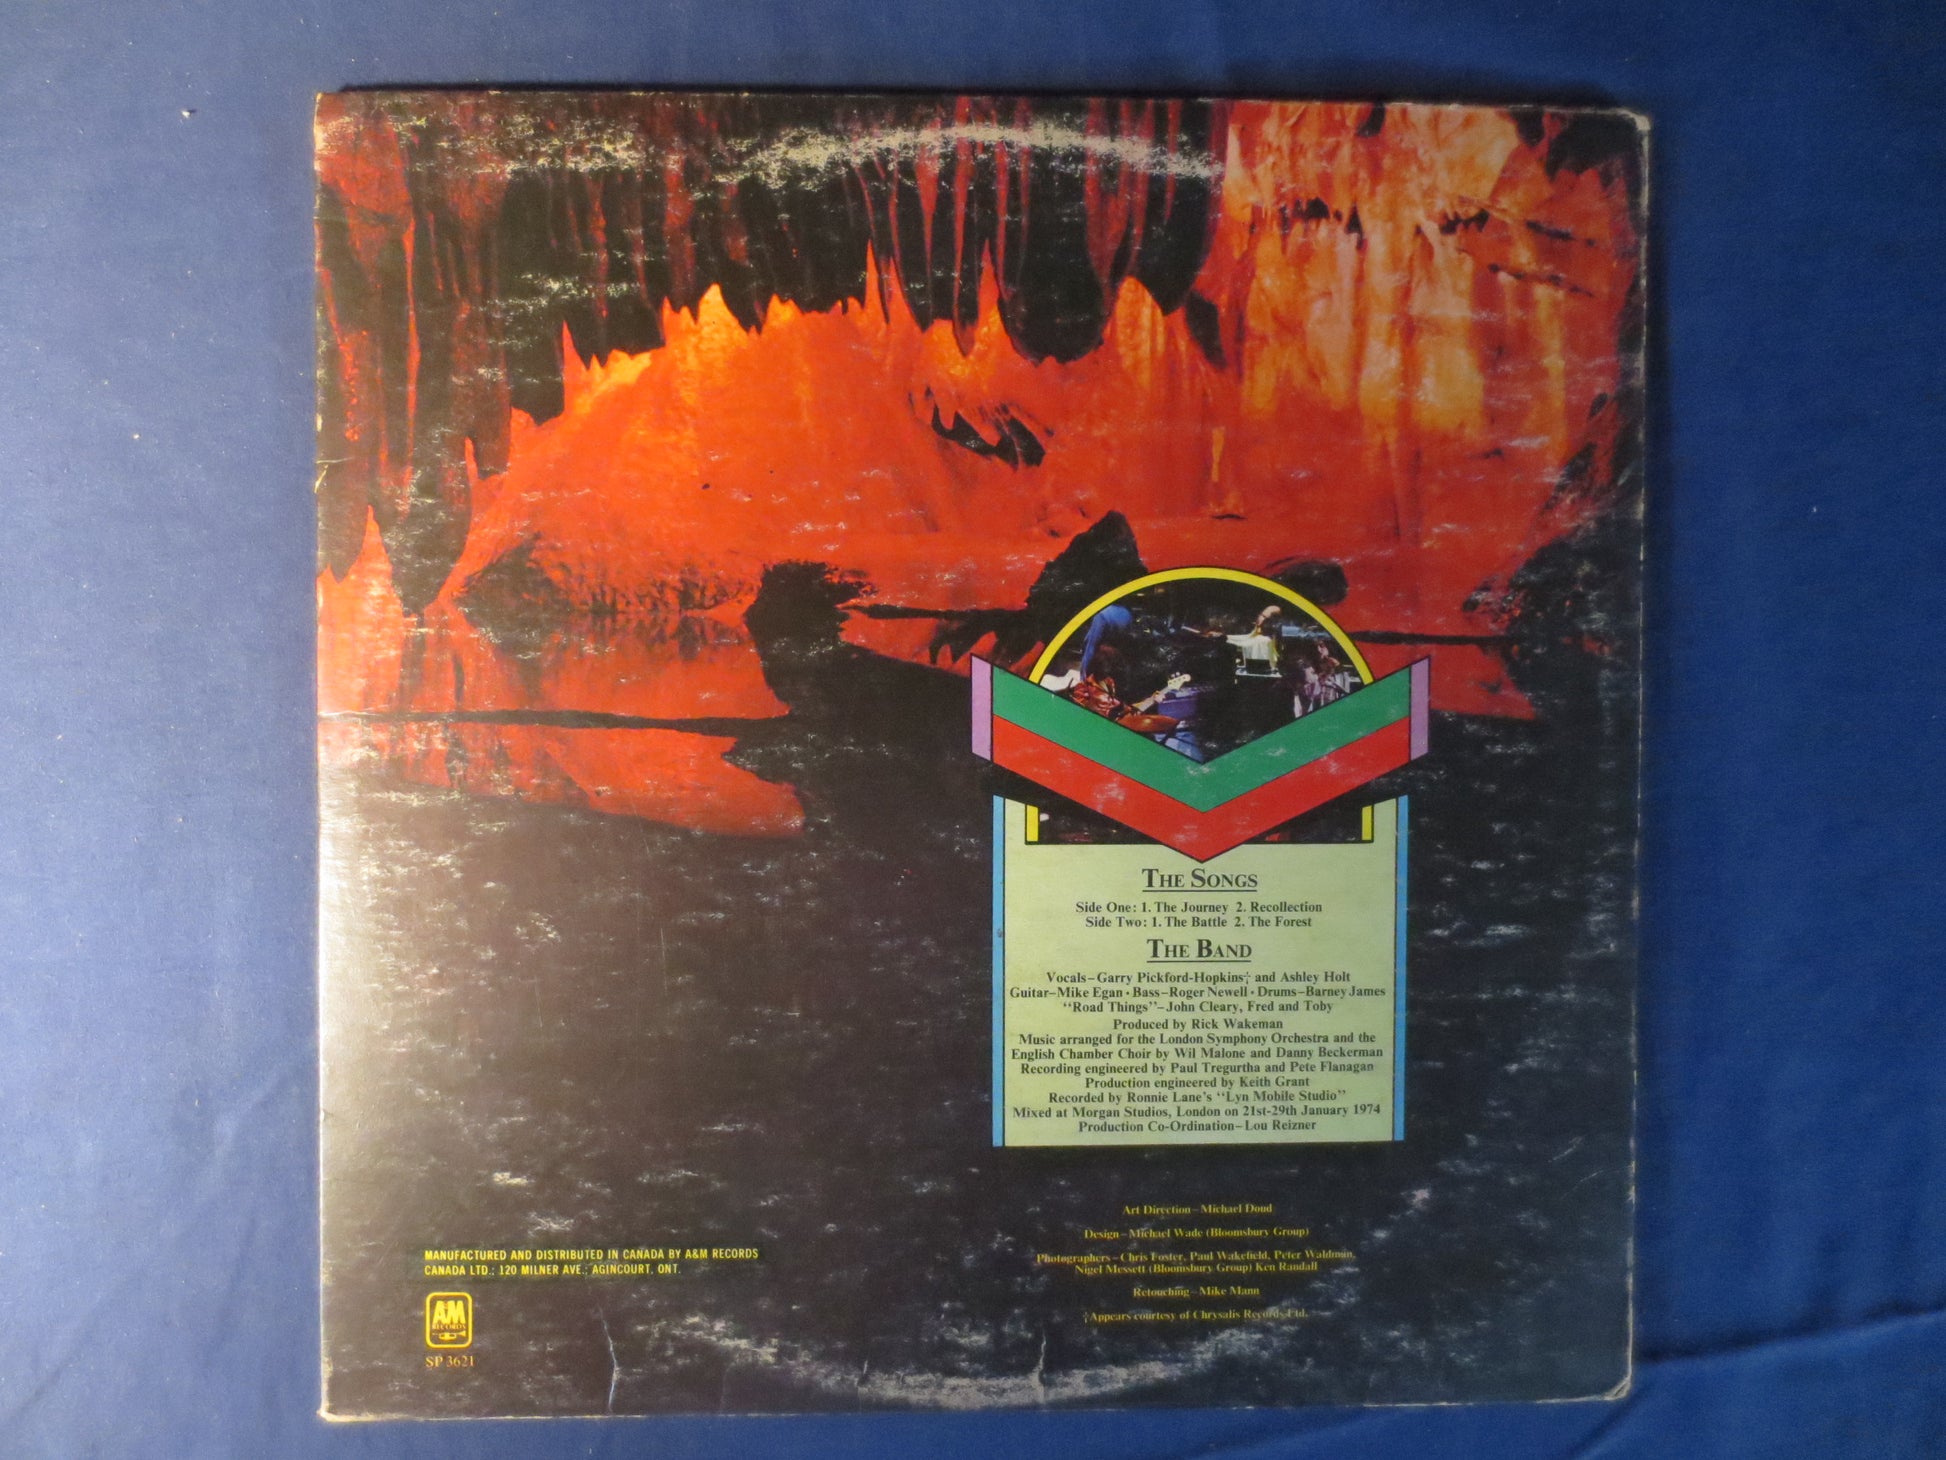 The Songs
Side One: 1. The Journey 2. Recollection
Side Two: 1. The Battle 2. The Forest
The Band
Vocals–Garry Pickford-Hopkins† and Ashley Holt
Guitar–Mike Egan • Bass–Roger Newell • Drums–Barney James
“Road Things”–John Cleary, Fred and Toby
Produced by Rick Wakeman
Music arranged for the London Symphony Orchestra and the
English Chamber Choir by Wil Malone and Danny Beckerman
Recording engineered by Paul Tregurtha and Pete Flanagan
Production engineered by Keith Grant
Recorded by Ronnie Lane’s “Lyn Mobile Studio”
Mixed at Morgan Studios, London on 21st-29th January 1974
Production Co-Ordination–Lou Reizner
Art Direction–Michael Doud
Design–Michael Wade (Bloomsbury Group)
Photographers–Chris Foster, Paul Wakefield, Peter Waldman,
Nigel Messett (Bloomsbury Group) Ken Randall
Retouching–Mike Mann
†Appears courtesy of Chrysalis Records Ltd.
MANUFACTURED AND DISTRIBUTED IN CANADA BY A&M RECORDS
CANADA LTD.; 120 MILNER AVE.; AGINCOURT, ONT.
A&M
RECORDS
SP 3621